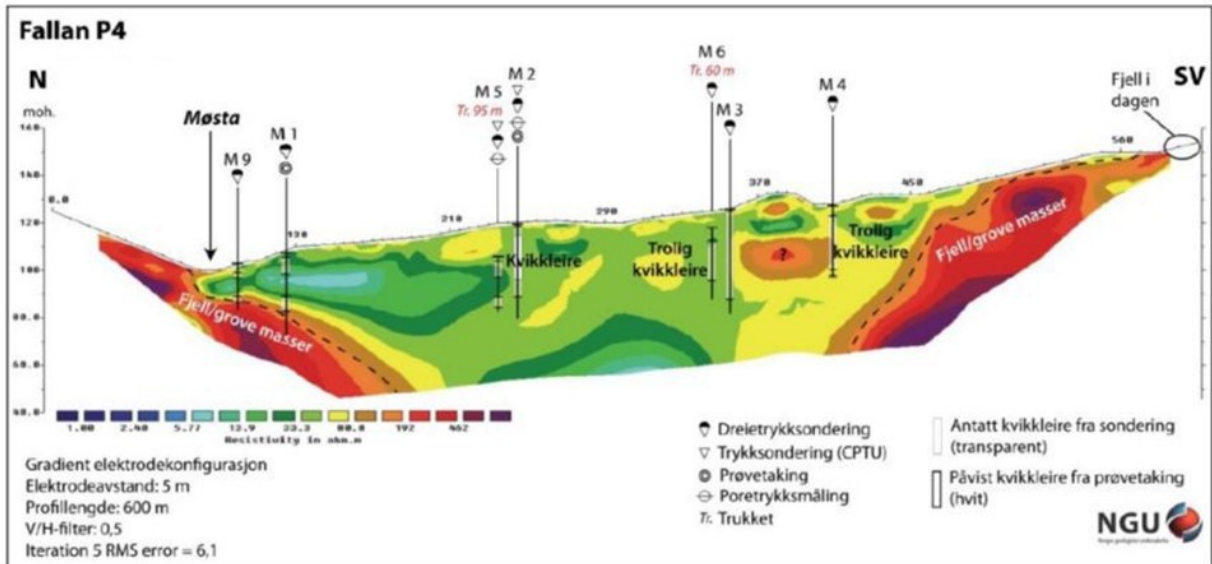 Fallan P4
N
SV
moh.
Møsta
M 9
M 1
M 5
Tr. 95 m
M 2
M 6
Tr. 60 m
M 3
M 4
Fjell i
dagen
160
140
120
100
80.0
60.0
40.0
0.0
130
210
290
370
450
560
Kvikkleire
Trolig
kvikkleire
?
Trolig
kvikkleire
Fjell/grove masser
Fjell/grove masser
1.00 2.40 5.77 13.9 33.3 80.0 192 462
Resistivity in ohm.m
Gradient elektrodekonfigurasjon
Elektrodeavstand: 5 m
Profillengde: 600 m
V/H-filter: 0,5
Iteration 5 RMS error = 6,1
Dreietrykksondering
Trykksondering (CPTU)
Prøvetaking
Poretrykksmåling
Tr. Trukket
Antatt kvikkleire fra sondering
(transparent)
Påvist kvikkleire fra prøvetaking
(hvit)
NGU